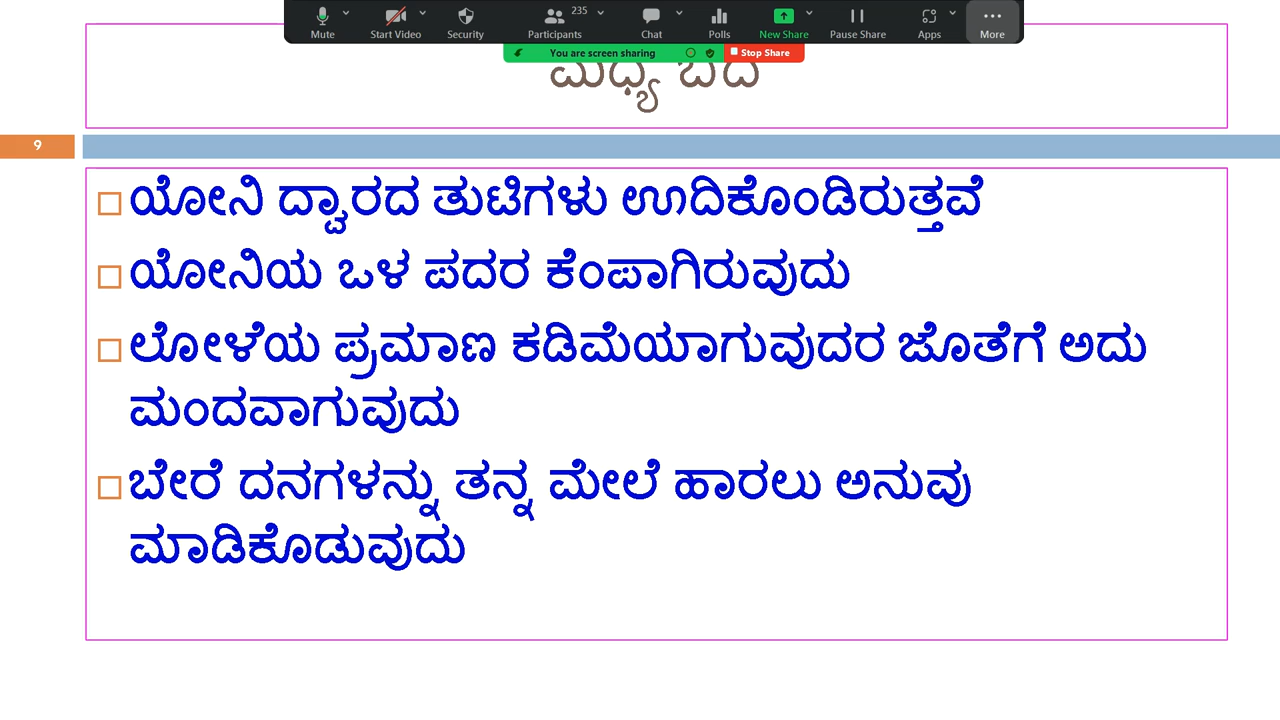 235
Mute
Start Video
Security
Participants
Chat
Polls
New Share
Pause Share
Apps
More
You are screen sharing
Stop Share
ಮಧ್ಯ
9
ಯೋನಿ ದ್ವಾರದ ತುಟಿಗಳು ಊದಿಕೊಂಡಿರುತ್ತವೆ
ಯೋನಿಯ ಒಳ ಪದರ ಕೆಂಪಾಗಿರುವುದು
ಲೋಳೆಯ ಪ್ರಮಾಣ ಕಡಿಮೆಯಾಗುವುದರ ಜೊತೆಗೆ ಅದು
ಮಂದವಾಗುವುದು
ಬೇರೆ ದನಗಳನ್ನು ತನ್ನ ಮೇಲೆ ಹಾರಲು ಅನುವು
ಮಾಡಿಕೊಡುವುದು